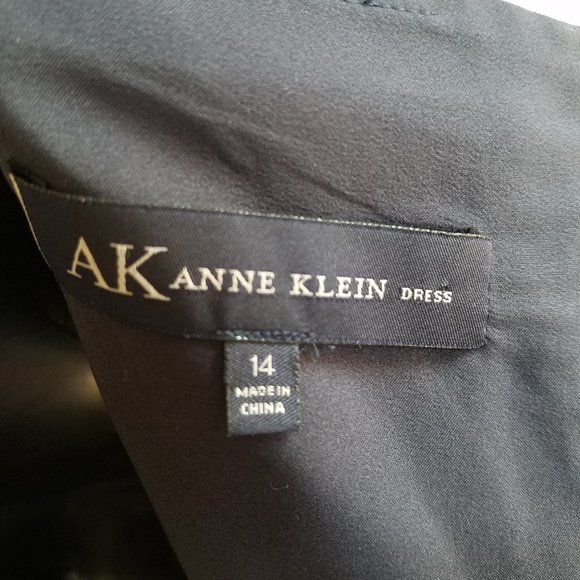 AK ANNE KLEIN DRESS
14
MADE IN
CHINA